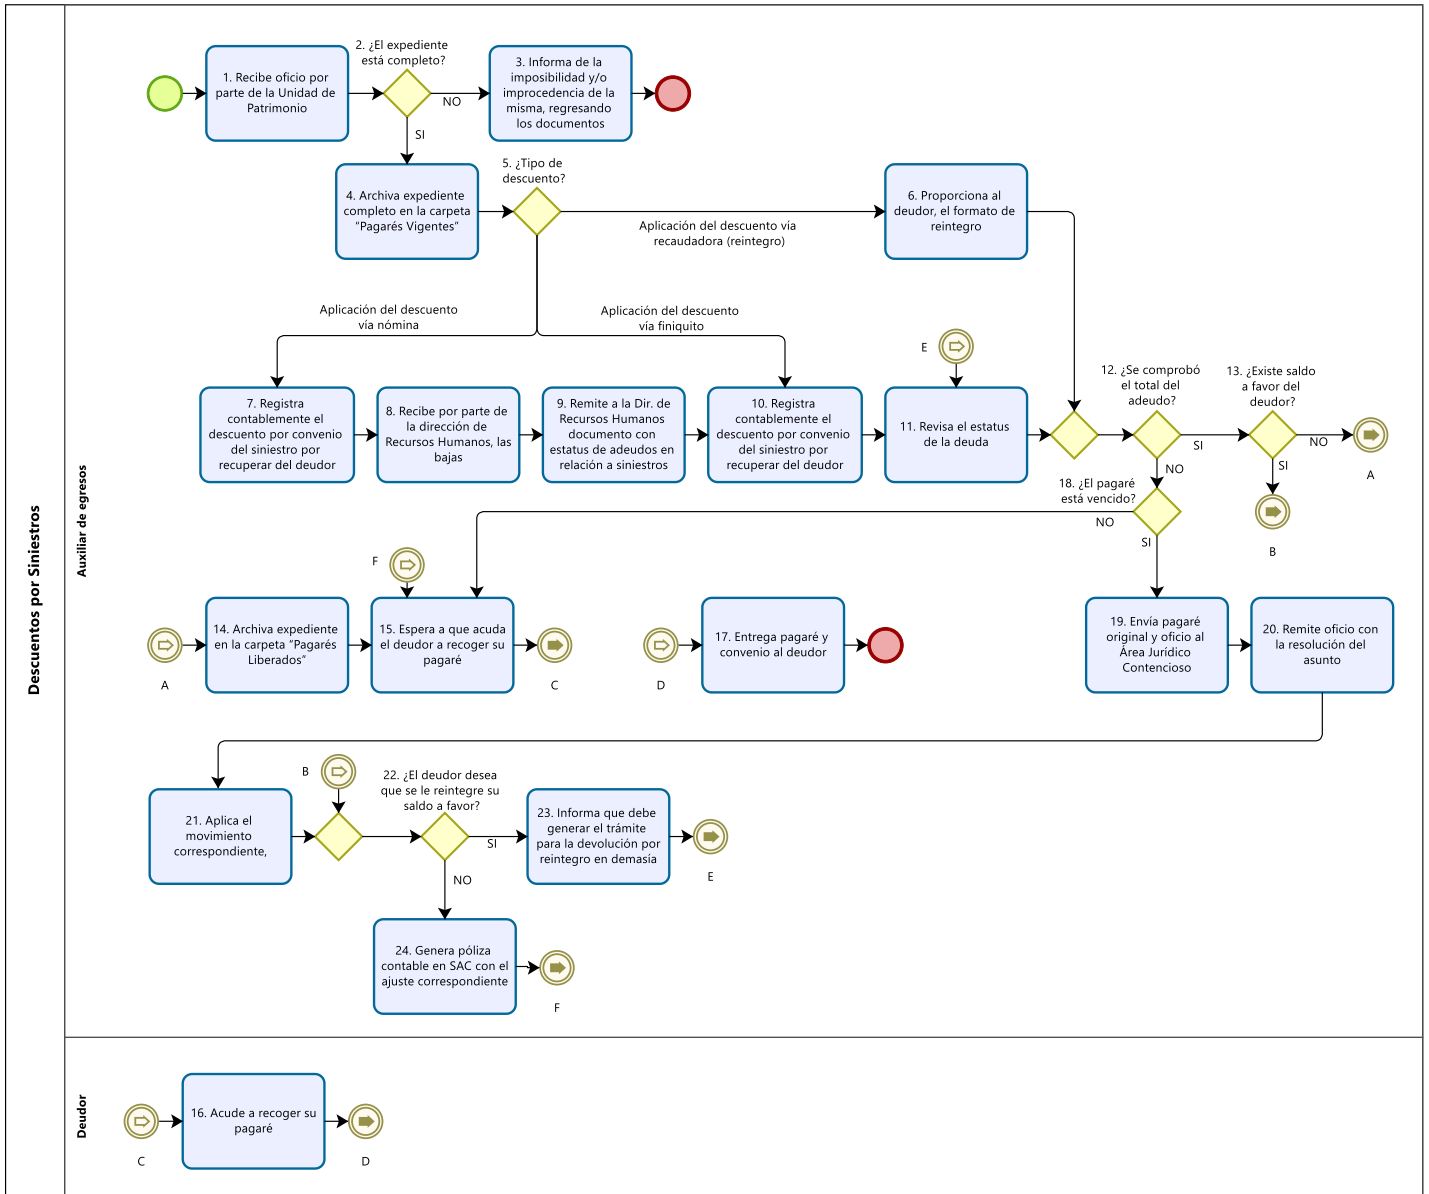 Descuentos por Siniestros
Auxiliar de egresos
1. Recibe oficio por
parte de la Unidad de
Patrimonio
2. ¿El expediente
está completo?
NO
SI
3. Informa de la
imposibilidad y/o
improcedencia de la
misma, regresando
los documentos
4. Archiva expediente
completo en la carpeta
“Pagarés Vigentes”
5. ¿Tipo de
descuento?
Aplicación del descuento vía
recaudadora (reintegro)
6. Proporciona al
deudor, el formato de
reintegro
Aplicación del descuento
vía nómina
Aplicación del descuento
vía finiquito
E
7. Registra
contablemente el
descuento por convenio
del siniestro por
recuperar del deudor
8. Recibe por parte de
la dirección de
Recursos Humanos, las
bajas
9. Remite a la Dir. de
Recursos Humanos
documento con
estatus de adeudos en
relación a siniestros
10. Registra
contablemente el
descuento por convenio
del siniestro por
recuperar del deudor
11. Revisa el estatus
de la deuda
12. ¿Se comprobó
el total del
adeudo?
SI
NO
13. ¿Existe saldo
a favor del
deudor?
NO
SI
A
B
18. ¿El pagaré
está vencido?
NO
SI
F
A
14. Archiva expediente
en la carpeta “Pagarés
Liberados”
15. Espera a que acuda
el deudor a recoger su
pagaré
C
D
17. Entrega pagaré y
convenio al deudor
19. Envía pagaré
original y oficio al
Área Jurídico
Contencioso
20. Remite oficio con
la resolución del
asunto
21. Aplica el
movimiento
correspondiente,
B
22. ¿El deudor desea
que se le reintegre su
saldo a favor?
SI
NO
23. Informa que debe
generar el trámite
para la devolución por
reintegro en demasía
E
24. Genera póliza
contable en SAC con el
ajuste correspondiente
F
Deudor
C
16. Acude a recoger su
pagaré
D